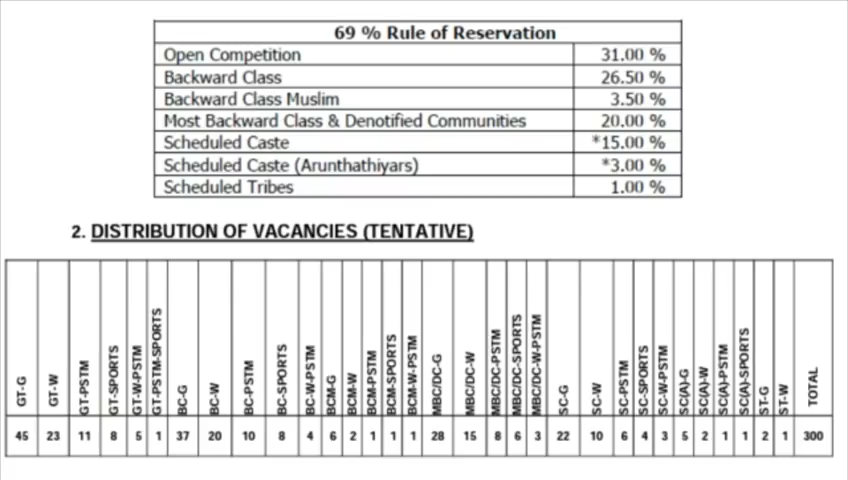 69 % Rule of Reservation
Open Competition 31.00 %
Backward Class 26.50 %
Backward Class Muslim 3.50 %
Most Backward Class & Denotified Communities 20.00 %
Scheduled Caste *15.00 %
Scheduled Caste (Arunthathiyars) *3.00 %
Scheduled Tribes 1.00 %
2. DISTRIBUTION OF VACANCIES (TENTATIVE)
GT-G GT-W GT-PSTM GT-SPORTS GT-W-PSTM GT-PSTM-SPORTS BC-G BC-W BC-PSTM BC-SPORTS BC-W-PSTM BCM-G BCM-W BCM-PSTM BCM-SPORTS BCM-W-PSTM MBC/DC-G MBC/DC-W MBC/DC-PSTM MBC/DC-SPORTS MBC/DC-W-PSTM SC-G SC-W SC-PSTM SC-SPORTS SC-W-PSTM SC(A)-G SC(A)-W SC(A)-PSTM SC(A)-SPORTS ST-G ST-W TOTAL
45 23 11 8 5 1 37 20 10 8 4 6 2 1 1 1 28 15 8 6 3 22 10 6 4 3 5 2 1 1 2 1 300